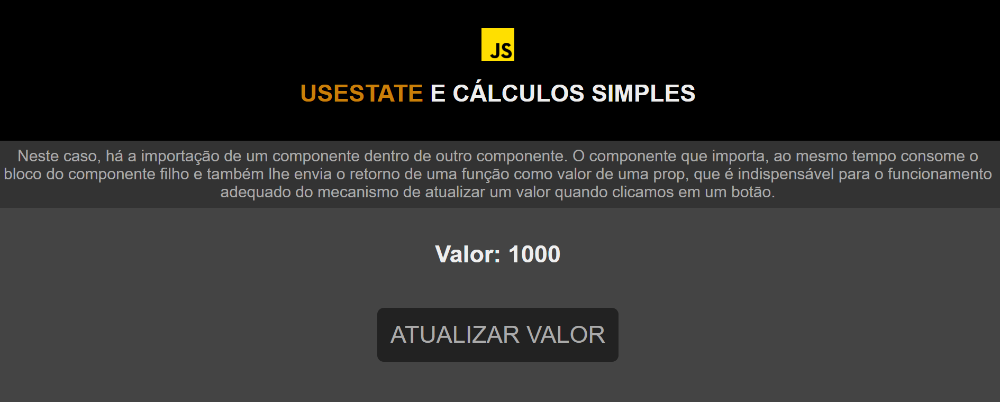 JS
USESTATE E CÁLCULOS SIMPLES
Neste caso, há a importação de um componente dentro de outro componente. O componente que importa, ao mesmo tempo consome o
bloco do componente filho e também lhe envia o retorno de uma função como valor de uma prop, que é indispensável para o funcionamento
adequado do mecanismo de atualizar um valor quando clicamos em um botão.
Valor: 1000
ATUALIZAR VALOR